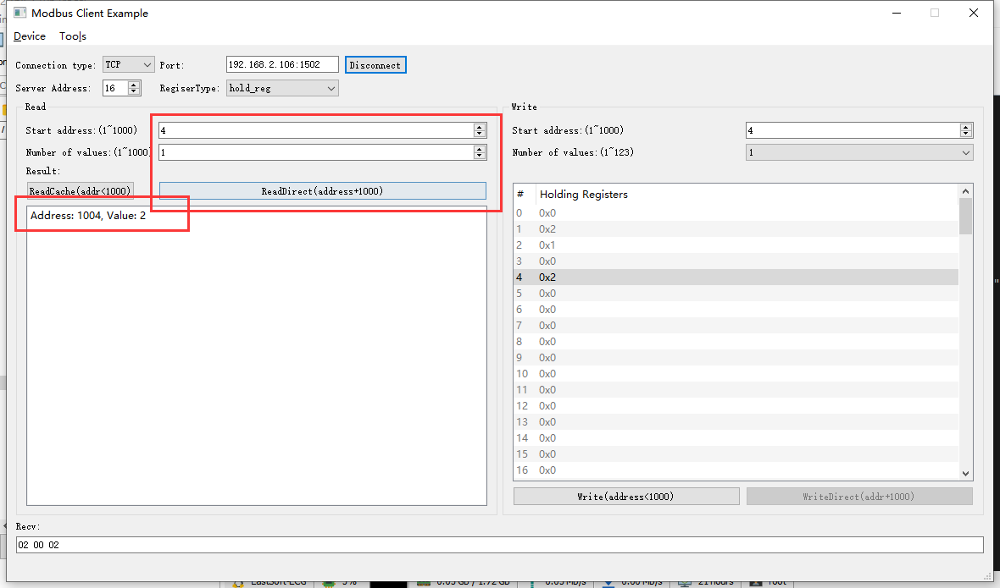 Modbus Client Example
Device Tools
Connection type: TCP Port: 192.168.2.106:1502 Disconnect
Server Address: 16 RegiserType: hold_reg
Read
Start address:(1~1000) 4
Number of values:(1~1000) 1
Result:
ReadCache(addr<1000) ReadDirect(address+1000)
Address: 1004, Value: 2
Write
Start address:(1~1000) 4
Number of values:(1~123) 1
# Holding Registers
0 0x0
1 0x2
2 0x1
3 0x0
4 0x2
5 0x0
6 0x0
7 0x0
8 0x0
9 0x0
10 0x0
11 0x0
12 0x0
13 0x0
14 0x0
15 0x0
16 0x0
Write(address<1000) WriteDirect(addr+1000)
Recv:
02 00 02